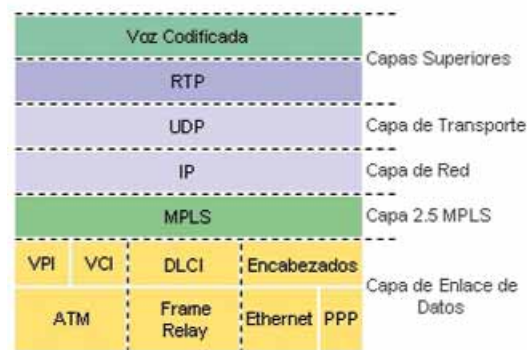 Voz Codificada
Capas Superiores
RTP
UDP
Capa de Transporte
IP
Capa de Red
MPLS
Capa 2.5 MPLS
VPI
VCI
DLCI
Encabezados
Capa de Enlace de
Datos
ATM
Frame
Relay
Ethernet
PPP